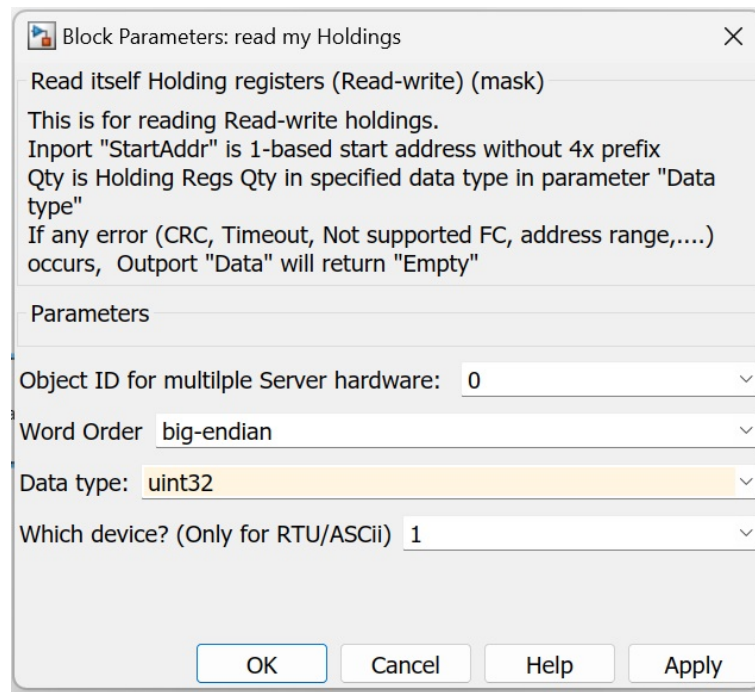 Block Parameters: read my Holdings
Read itself Holding registers (Read-write) (mask)
This is for reading Read-write holdings.
Inport "StartAddr" is 1-based start address without 4x prefix
Qty is Holding Regs Qty in specified data type in parameter "Data
type"
If any error (CRC, Timeout, Not supported FC, address range,....)
occurs,  Outport "Data" will return "Empty"
Parameters
Object ID for multilple Server hardware: 0
Word Order big-endian
Data type: uint32
Which device? (Only for RTU/ASCii) 1
OK Cancel Help Apply